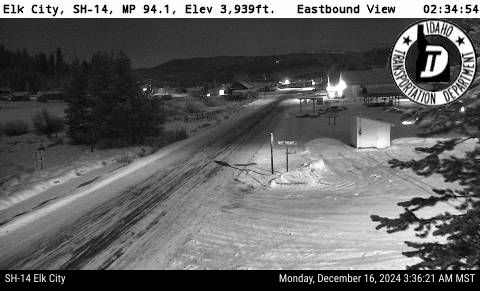 Elk City, SH-14, MP 94.1, Elev 3,939ft. Eastbound View 02:34:54
IDAHO
TRANSPORTATION DEPARTMENT
SH-14 Elk City Monday, December 16, 2024 3:36:21 AM MST